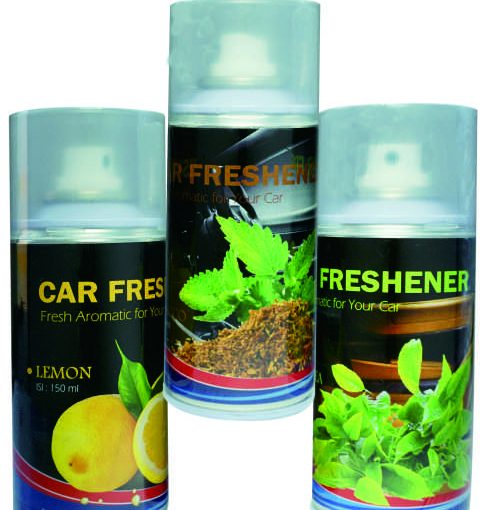 R FRESHENE
matic for Your Car
CAR FRES
Fresh Aromatic for Your
• LEMON
ISI : 150 ml
FRESHENER
matic for Your Car